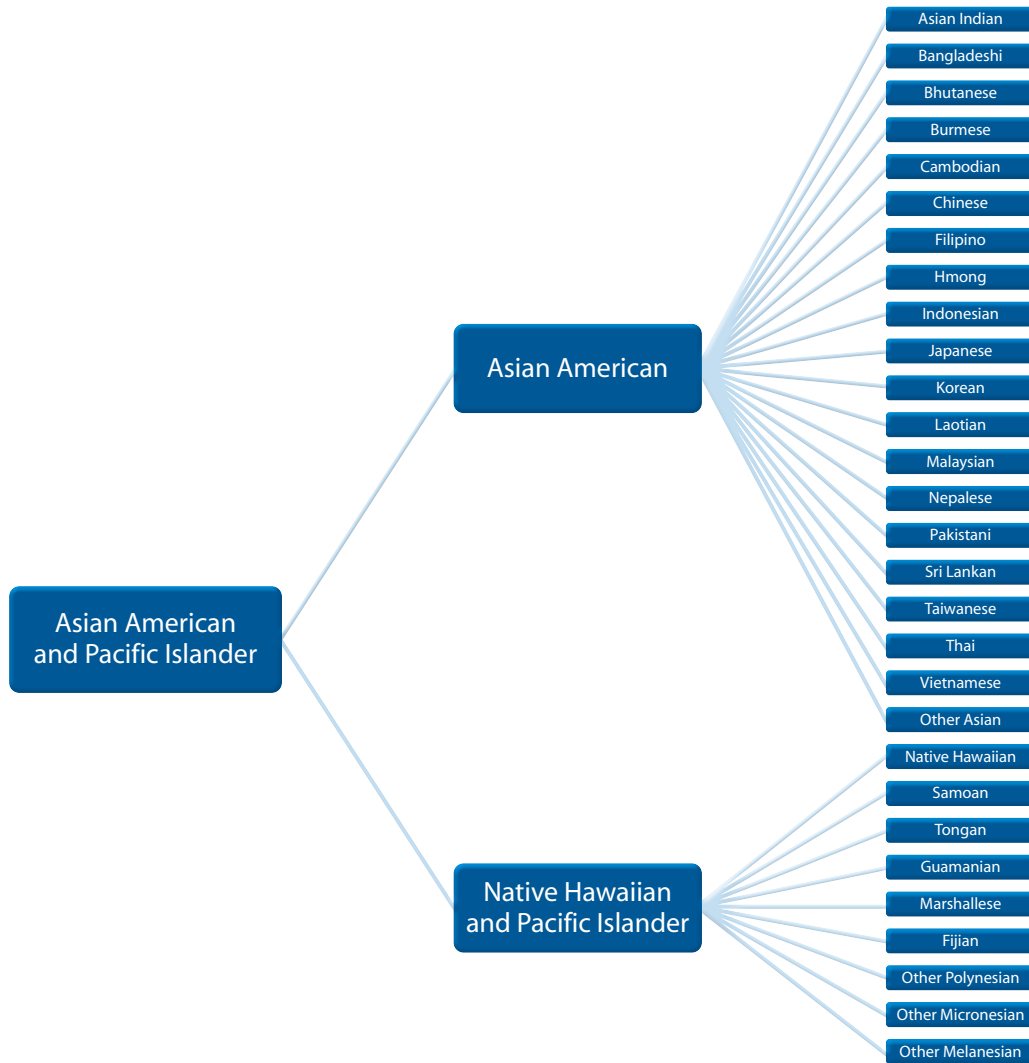 Asian Indian
Bangladeshi
Bhutanese
Burmese
Cambodian
Chinese
Filipino
Hmong
Indonesian
Asian American
Japanese
Korean
Laotian
Malaysian
Nepalese
Pakistani
Sri Lankan
Taiwanese
Asian American
and Pacific Islander
Thai
Vietnamese
Other Asian
Native Hawaiian
Samoan
Tongan
Guamanian
Native Hawaiian
and Pacific Islander
Marshallese
Fijian
Other Polynesian
Other Micronesian
Other Melanesian